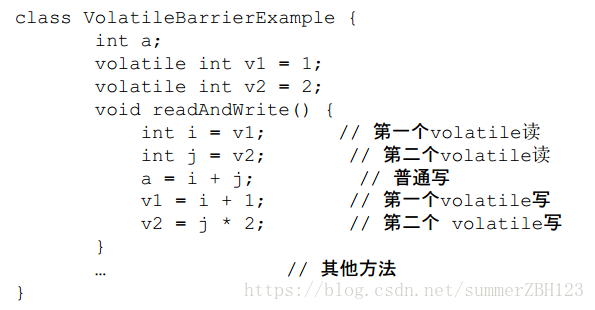 class VolatileBarrierExample {
int a;
volatile int v1 = 1;
volatile int v2 = 2;
void readAndWrite() {
int i = v1; // 第一个volatile读
int j = v2; // 第二个volatile读
a = i + j; // 普通写
v1 = i + 1; // 第一个volatile写
v2 = j * 2; // 第二个 volatile写
}
… // 其他方法
}
https://blog.csdn.net/summerZBH123